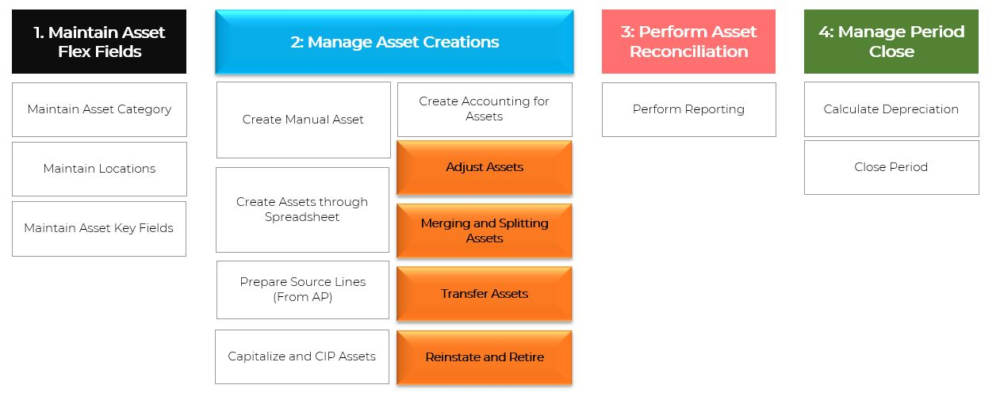 1. Maintain Asset
Flex Fields
Maintain Asset Category
Maintain Locations
Maintain Asset Key Fields
2: Manage Asset Creations
Create Manual Asset
Create Assets through
Spreadsheet
Prepare Source Lines
(From AP)
Capitalize and CIP Assets
Create Accounting for
Assets
Adjust Assets
Merging and Splitting
Assets
Transfer Assets
Reinstate and Retire
3: Perform Asset
Reconciliation
Perform Reporting
4: Manage Period
Close
Calculate Depreciation
Close Period